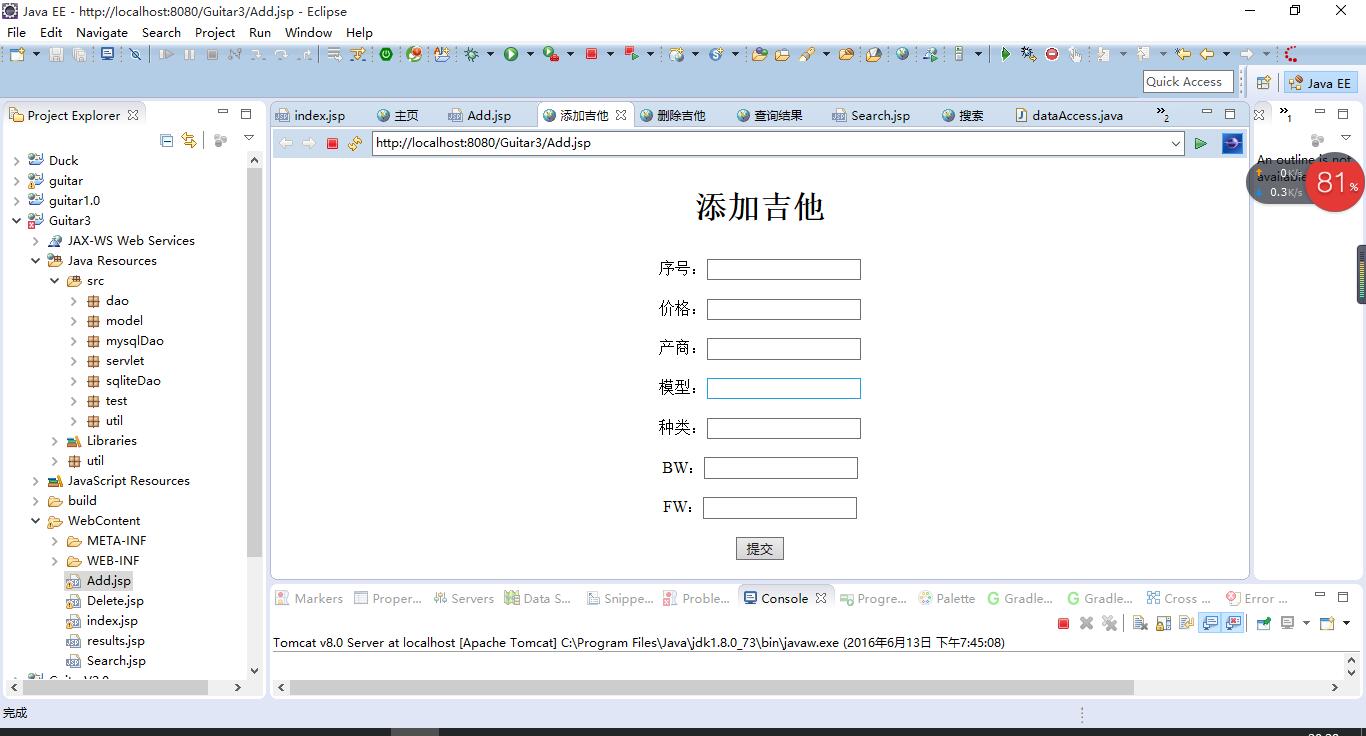 Java EE - http://localhost:8080/Guitar3/Add.jsp - Eclipse
File Edit Navigate Search Project Run Window Help
Quick Access
Java EE
Project Explorer
index.jsp
主页
Add.jsp
添加吉他
删除吉他
查询结果
Search.jsp
搜索
dataAccess.java
»2
»1
http://localhost:8080/Guitar3/Add.jsp
An outline is not
0K/s
0.3K/s
81%
Duck
guitar
guitar1.0
Guitar3
JAX-WS Web Services
Java Resources
src
dao
model
mysqlDao
servlet
sqliteDao
test
util
Libraries
util
JavaScript Resources
build
WebContent
META-INF
WEB-INF
Add.jsp
Delete.jsp
index.jsp
results.jsp
Search.jsp
添加吉他
序号：
价格：
产商：
模型：
种类：
BW：
FW：
提交
Markers
Proper...
Servers
Data S...
Snippe...
Proble...
Console
Progre...
Palette
Gradle...
Gradle...
Cross ...
Error ...
Tomcat v8.0 Server at localhost [Apache Tomcat] C:\Program Files\Java\jdk1.8.0_73\bin\javaw.exe (2016年6月13日 下午7:45:08)
完成